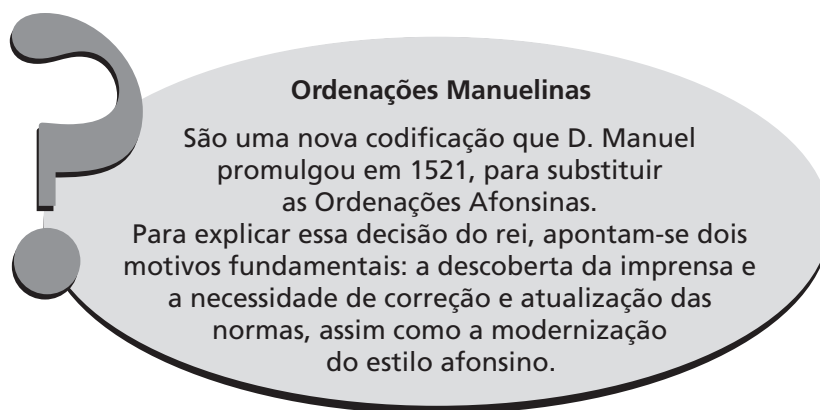 Ordenações Manuelinas
São uma nova codificação que D. Manuel
promulgou em 1521, para substituir
as Ordenações Afonsinas.
Para explicar essa decisão do rei, apontam-se dois
motivos fundamentais: a descoberta da imprensa e
a necessidade de correção e atualização das
normas, assim como a modernização
do estilo afonsino.